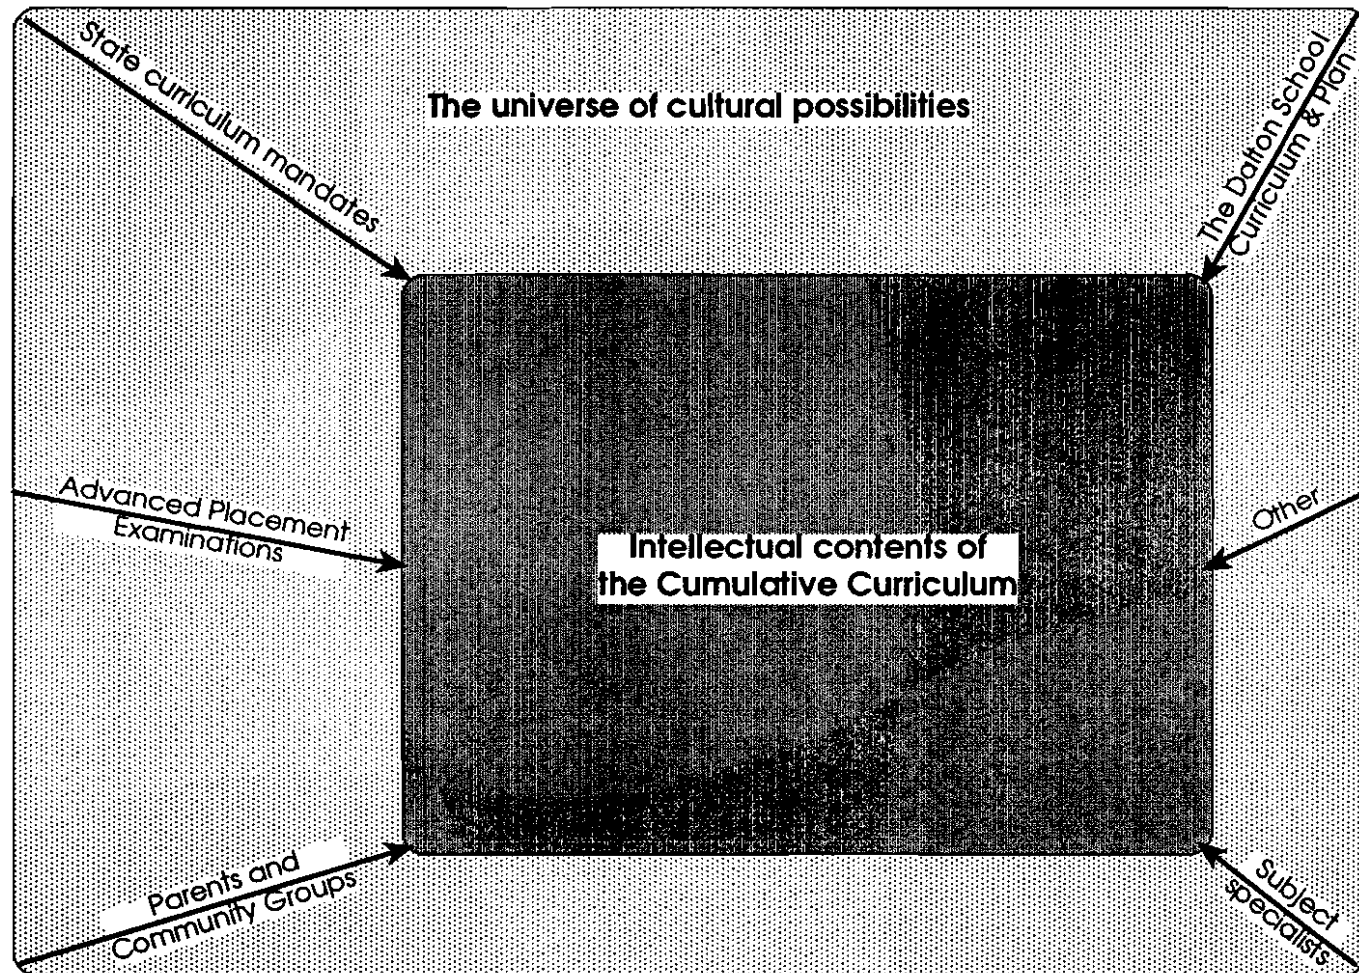 State curriculum mandates
The universe of cultural possibilities
The Dalton School
Curriculum & Plan
Advanced Placement
Examinations
Other
Intellectual contents of
the Cumulative Curriculum
Parents and
Community Groups
Subject
specialists